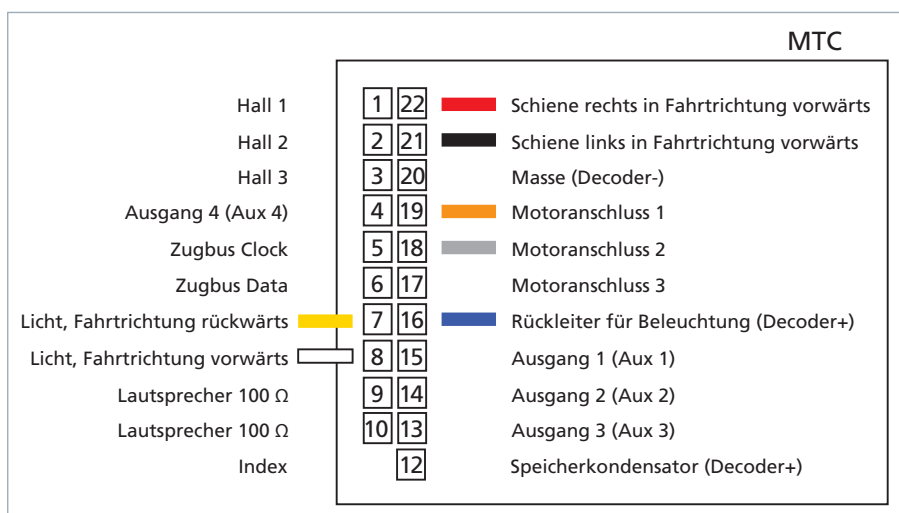 MTC
Hall 1 1 22 Schiene rechts in Fahrtrichtung vorwärts
Hall 2 2 21 Schiene links in Fahrtrichtung vorwärts
Hall 3 3 20 Masse (Decoder-)
Ausgang 4 (Aux 4) 4 19 Motoranschluss 1
Zugbus Clock 5 18 Motoranschluss 2
Zugbus Data 6 17 Motoranschluss 3
Licht, Fahrtrichtung rückwärts 7 16 Rückleiter für Beleuchtung (Decoder+)
Licht, Fahrtrichtung vorwärts 8 15 Ausgang 1 (Aux 1)
Lautsprecher 100 Ω 9 14 Ausgang 2 (Aux 2)
Lautsprecher 100 Ω 10 13 Ausgang 3 (Aux 3)
Index 12 Speicherkondensator (Decoder+)